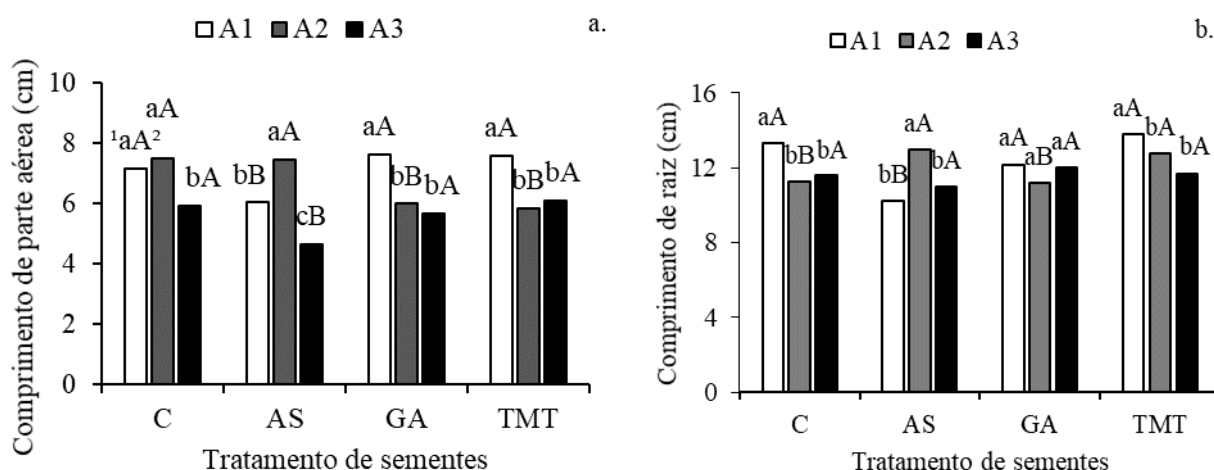 A1 A2 A3
a.
Comprimento de parte aérea (cm)
10
8
6
4
2
0
¹aA²
aA
bA
bB
aA
cB
aA
bB
bA
aA
bB
bA
C AS GA TMT
Tratamento de sementes
A1 A2 A3
b.
Comprimento de raiz (cm)
16
12
8
4
0
aA
bB
bA
bB
aA
bA
aA
aB
aA
aA
bA
bA
C AS GA TMT
Tratamento de sementes